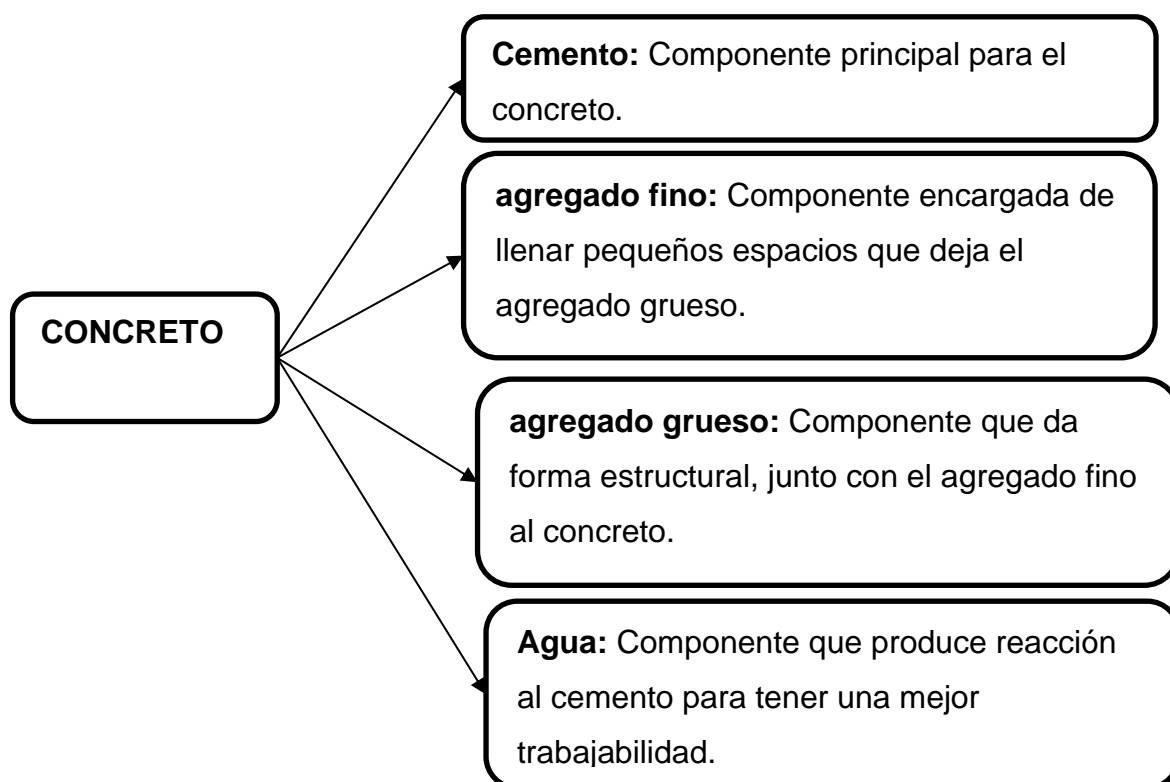 Cemento: Componente principal para el
concreto.
agregado fino: Componente encargada de
llenar pequeños espacios que deja el
agregado grueso.
CONCRETO
agregado grueso: Componente que da
forma estructural, junto con el agregado fino
al concreto.
Agua: Componente que produce reacción
al cemento para tener una mejor
trabajabilidad.